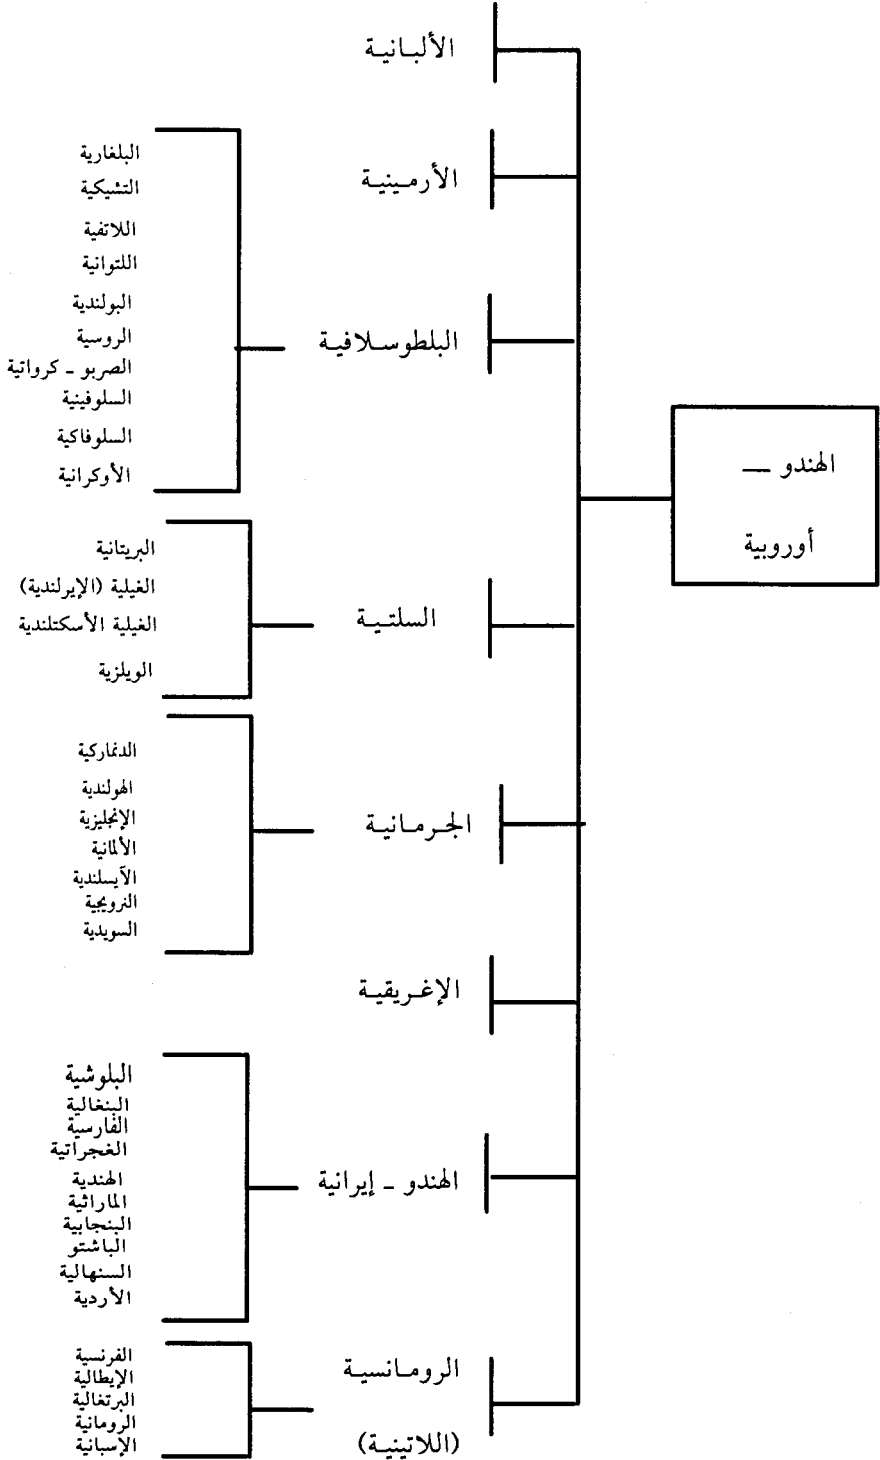 الهندو —
أوروبية
الألبانية
الأرمينية
البلطوسلافية
البلغارية
التشيكية
اللاتفية
اللتوانية
البولندية
الروسية
الصربو - كرواتية
السلوفينية
السلوفاكية
الأوكرانية
السلتية
البريتانية
الغيلية (الإيرلندية)
الغيلية الأسكتلندية
الويلزية
الجرمانية
الدنماركية
الهولندية
الإنجليزية
الألمانية
الآيسلندية
النرويجية
السويدية
الإغريقية
الهندو - إيرانية
البلوشية
البنغالية
الفارسية
الغجراتية
الهندية
الماراثية
البنجابية
الباشتو
السنهالية
الأردية
الرومانسية
(اللاتينية)
الفرنسية
الإيطالية
البرتغالية
الرومانية
الإسبانية